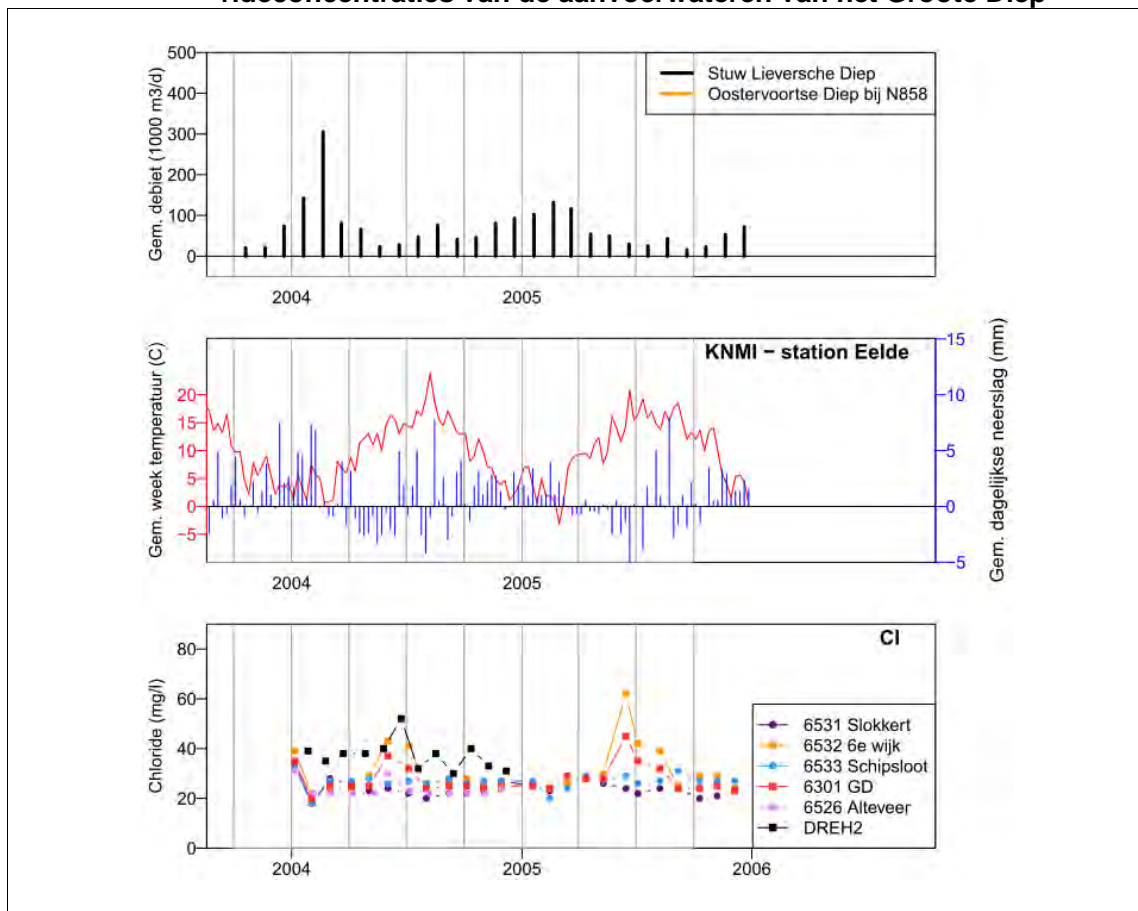 500
400
300
200
100
0
Gem. debiet (1000 m3/d)
Stuw Lieversche Diep
Oostervoortse Diep bij N858
2004
2005
KNMI − station Eelde
20
15
10
5
0
−5
Gem. week temperatuur (C)
15
10
5
0
−5
Gem. dagelijkse neerslag (mm)
2004
2005
Cl
80
60
40
20
0
Chloride (mg/l)
6531 Slokkert
6532 6e wijk
6533 Schipsloot
6301 GD
6526 Alteveer
DREH2
2004
2005
2006